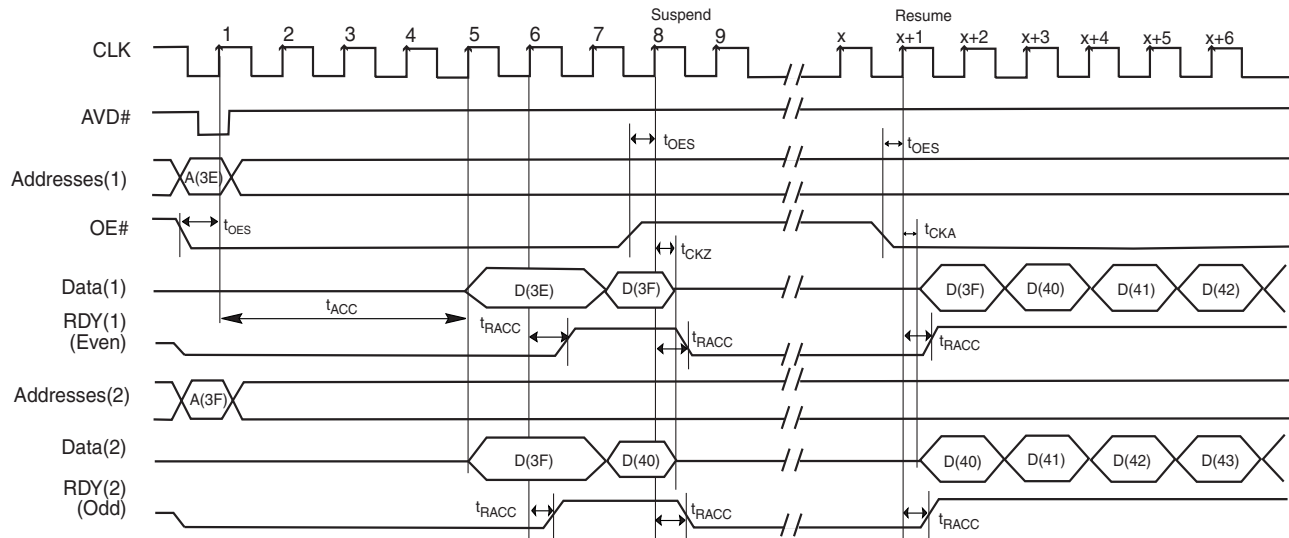 Suspend
Resume
CLK 1 2 3 4 5 6 7 8 9 x x+1 x+2 x+3 x+4 x+5 x+6
AVD#
tOES tOES
Addresses(1) A(3E)
OE# tOES
tCKZ tCKA
Data(1) D(3E) D(3F) D(3F) D(40) D(41) D(42)
tACC
RDY(1) tRACC tRACC tRACC
(Even)
Addresses(2) A(3F)
Data(2) D(3F) D(40) D(40) D(41) D(42) D(43)
RDY(2) tRACC tRACC tRACC
(Odd)